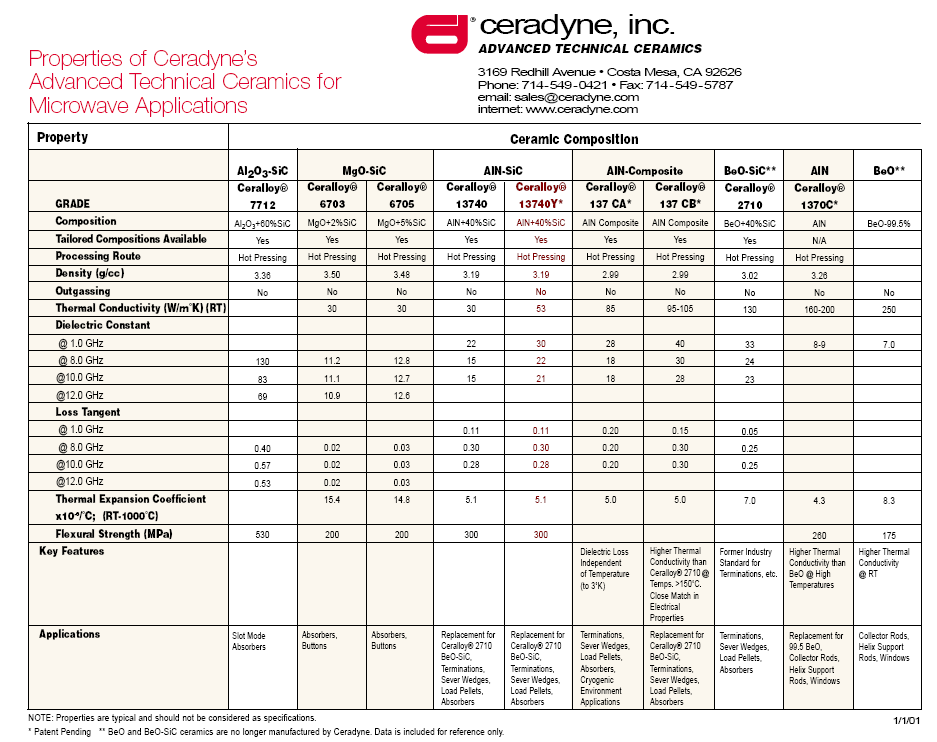 ceradyne, inc.
®
ADVANCED TECHNICAL CERAMICS
Properties of Ceradyne's
Advanced Technical Ceramics for
Microwave Applications
3169 Redhill Avenue • Costa Mesa, CA 92626
Phone: 714-549-0421 • Fax: 714-549-5787
email: sales@ceradyne.com
internet: www.ceradyne.com
Property Ceramic Composition
Al2O3-SiC MgO-SiC AlN-SiC AlN-Composite BeO-SiC** AlN BeO**
Ceralloy® Ceralloy® Ceralloy® Ceralloy® Ceralloy® Ceralloy® Ceralloy® Ceralloy® Ceralloy®
GRADE 7712 6703 6705 13740 13740Y* 137 CA* 137 CB* 2710 1370C*
Composition Al2O3+60%SiC MgO+2%SiC MgO+5%SiC AlN+40%SiC AlN+40%SiC AlN Composite AlN Composite BeO+40%SiC AlN BeO-99.5%
Tailored Compositions Available Yes Yes Yes Yes Yes Yes Yes Yes N/A
Processing Route Hot Pressing Hot Pressing Hot Pressing Hot Pressing Hot Pressing Hot Pressing Hot Pressing Hot Pressing Hot Pressing
Density (g/cc) 3.36 3.50 3.48 3.19 3.19 2.99 2.99 3.02 3.26
Outgassing No No No No No No No No No No
Thermal Conductivity (W/m°K) (RT) 30 30 30 53 85 95-105 130 160-200 250
Dielectric Constant
@ 1.0 GHz 22 30 28 40 33 8-9 7.0
@ 8.0 GHz 130 11.2 12.8 15 22 18 30 24
@10.0 GHz 83 11.1 12.7 15 21 18 28 23
@12.0 GHz 69 10.9 12.6
Loss Tangent
@ 1.0 GHz 0.11 0.11 0.20 0.15 0.05
@ 8.0 GHz 0.40 0.02 0.03 0.30 0.30 0.20 0.30 0.25
@10.0 GHz 0.57 0.02 0.03 0.28 0.28 0.20 0.30 0.25
@12.0 GHz 0.53 0.02 0.03
Thermal Expansion Coefficient 15.4 14.8 5.1 5.1 5.0 5.0 7.0 4.3 8.3
x10-6/°C; (RT-1000°C)
Flexural Strength (MPa) 530 200 200 300 300 260 175
Key Features
Dielectric Loss
Independent
of Temperature
(to 3°K)
Higher Thermal
Conductivity than
Ceralloy® 2710 @
Temps. >150°C.
Close Match in
Electrical
Properties
Former Industry
Standard for
Terminations, etc.
Higher Thermal
Conductivity than
BeO @ High
Temperatures
Higher Thermal
Conductivity
@ RT
Applications
Slot Mode
Absorbers
Absorbers,
Buttons
Absorbers,
Buttons
Replacement for
Ceralloy® 2710
BeO-SiC,
Terminations,
Sever Wedges,
Load Pellets,
Absorbers
Replacement for
Ceralloy® 2710
BeO-SiC,
Terminations,
Sever Wedges,
Load Pellets,
Absorbers
Terminations,
Sever Wedges,
Load Pellets,
Absorbers,
Cryogenic
Environment
Applications
Replacement for
Ceralloy® 2710
BeO-SiC,
Terminations,
Sever Wedges,
Load Pellets,
Absorbers
Terminations,
Sever Wedges,
Load Pellets,
Absorbers
Replacement for
99.5 BeO,
Collector Rods,
Helix Support
Rods, Windows
Collector Rods,
Helix Support
Rods, Windows
NOTE: Properties are typical and should not be considered as specifications.
1/1/01
* Patent Pending ** BeO and BeO-SiC ceramics are no longer manufactured by Ceradyne. Data is included for reference only.